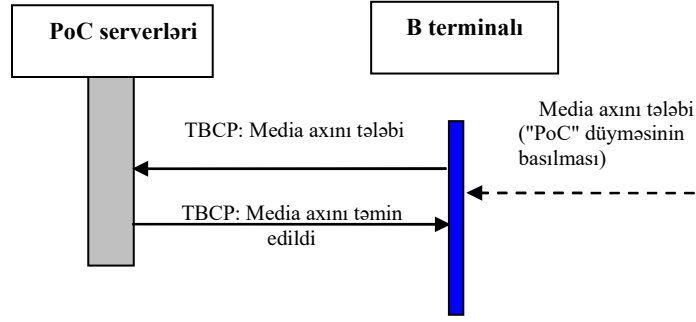 PoC serverləri
B terminalı
Media axını tələbi
("PoC" düyməsinin
basılması)
TBCP: Media axını tələbi
TBCP: Media axını təmin
edildi